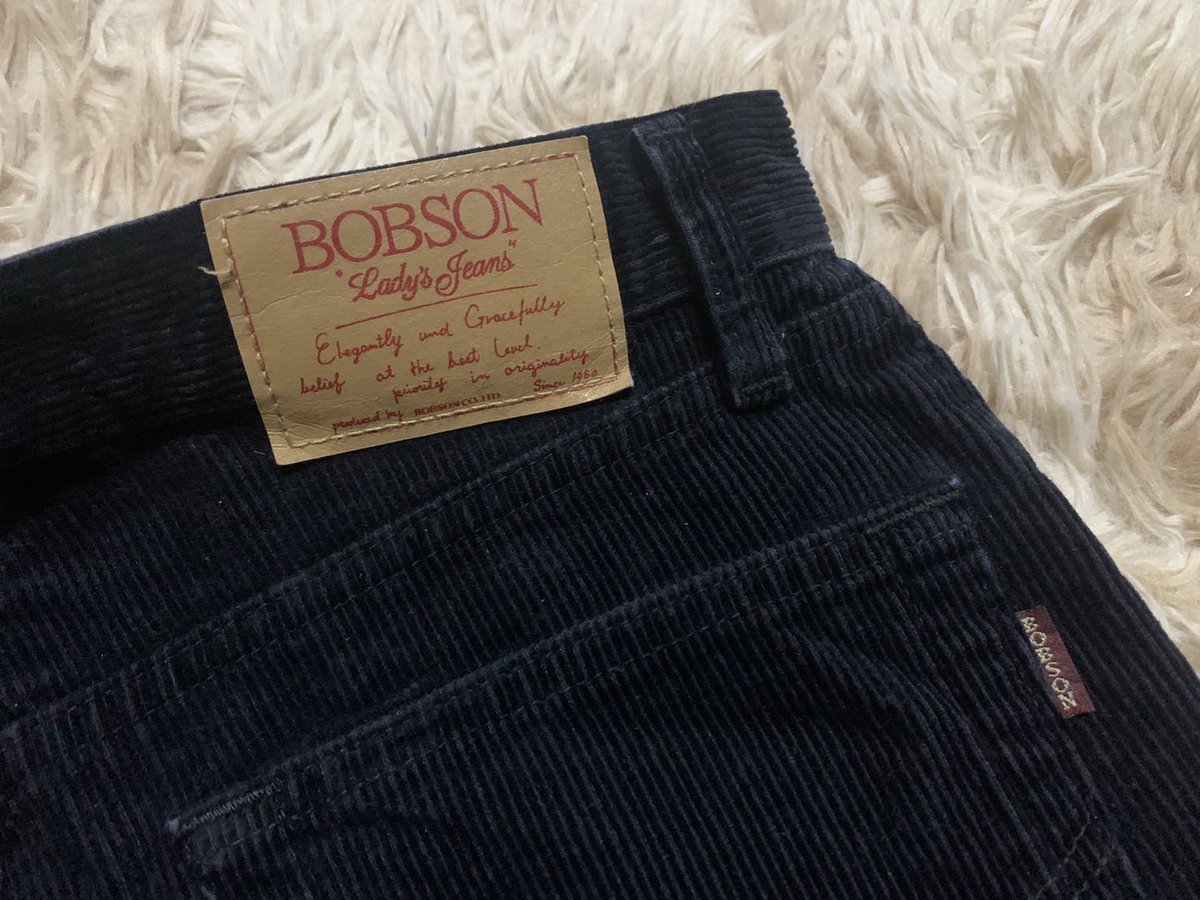 BOBSON
"Lady's Jeans"
Elegantly and Gracefully
belief at the best level.
priority in originality
Since 1960
produced by BOBSON CO.LTD.
BOBSON